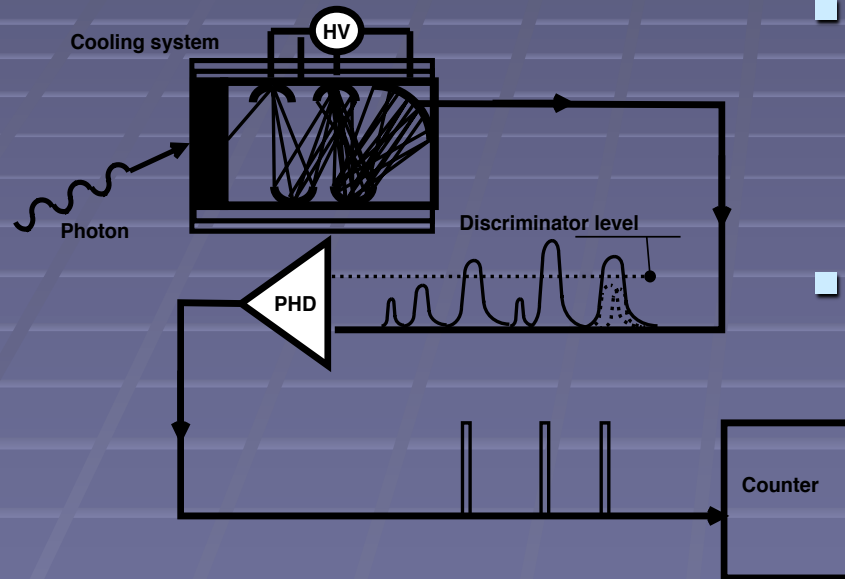 HV
Cooling system
Photon
Discriminator level
PHD
Counter